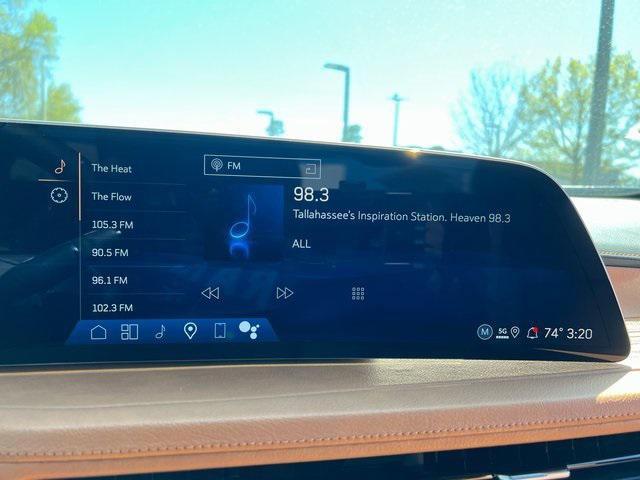 The Heat
The Flow
105.3 FM
90.5 FM
96.1 FM
102.3 FM
FM
98.3
Tallahassee's Inspiration Station. Heaven 98.3
ALL
M 5G 74° 3:20